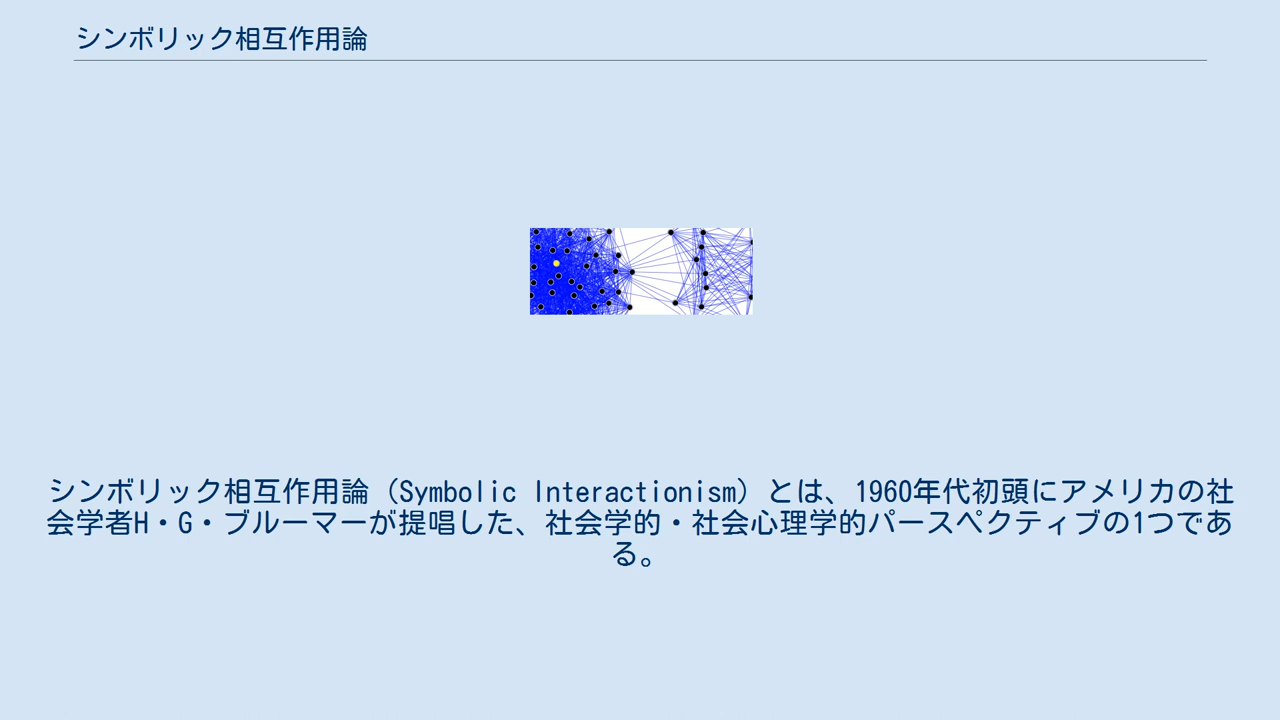 シンボリック相互作用論
シンボリック相互作用論（Symbolic Interactionism）とは、1960年代初頭にアメリカの社
会学者H・G・ブルーマーが提唱した、社会学的・社会心理学的パースペクティブの1つであ
る。